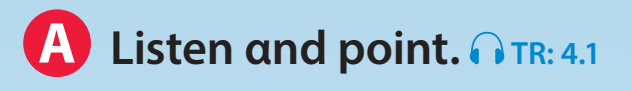 A Listen and point. TR: 4.1